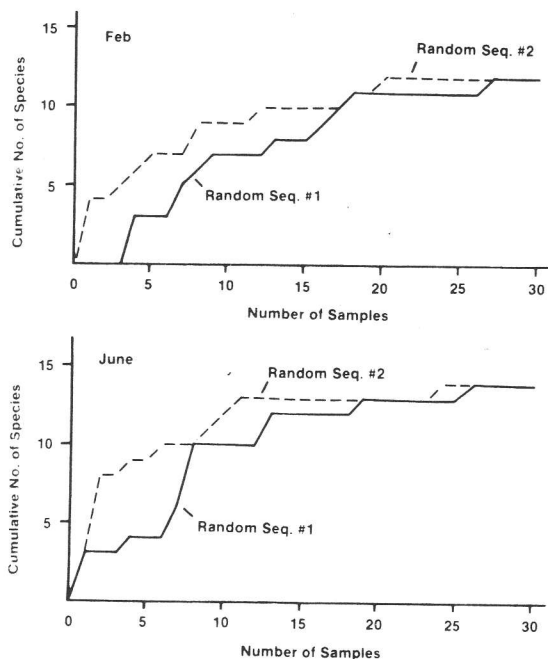 Feb
Random Seq. #2
Random Seq. #1
Cumulative No. of Species
15
10
5
0 5 10 15 20 25 30
Number of Samples
June
Random Seq. #2
Random Seq. #1
Cumulative No. of Species
15
10
5
0 5 10 15 20 25 30
Number of Samples